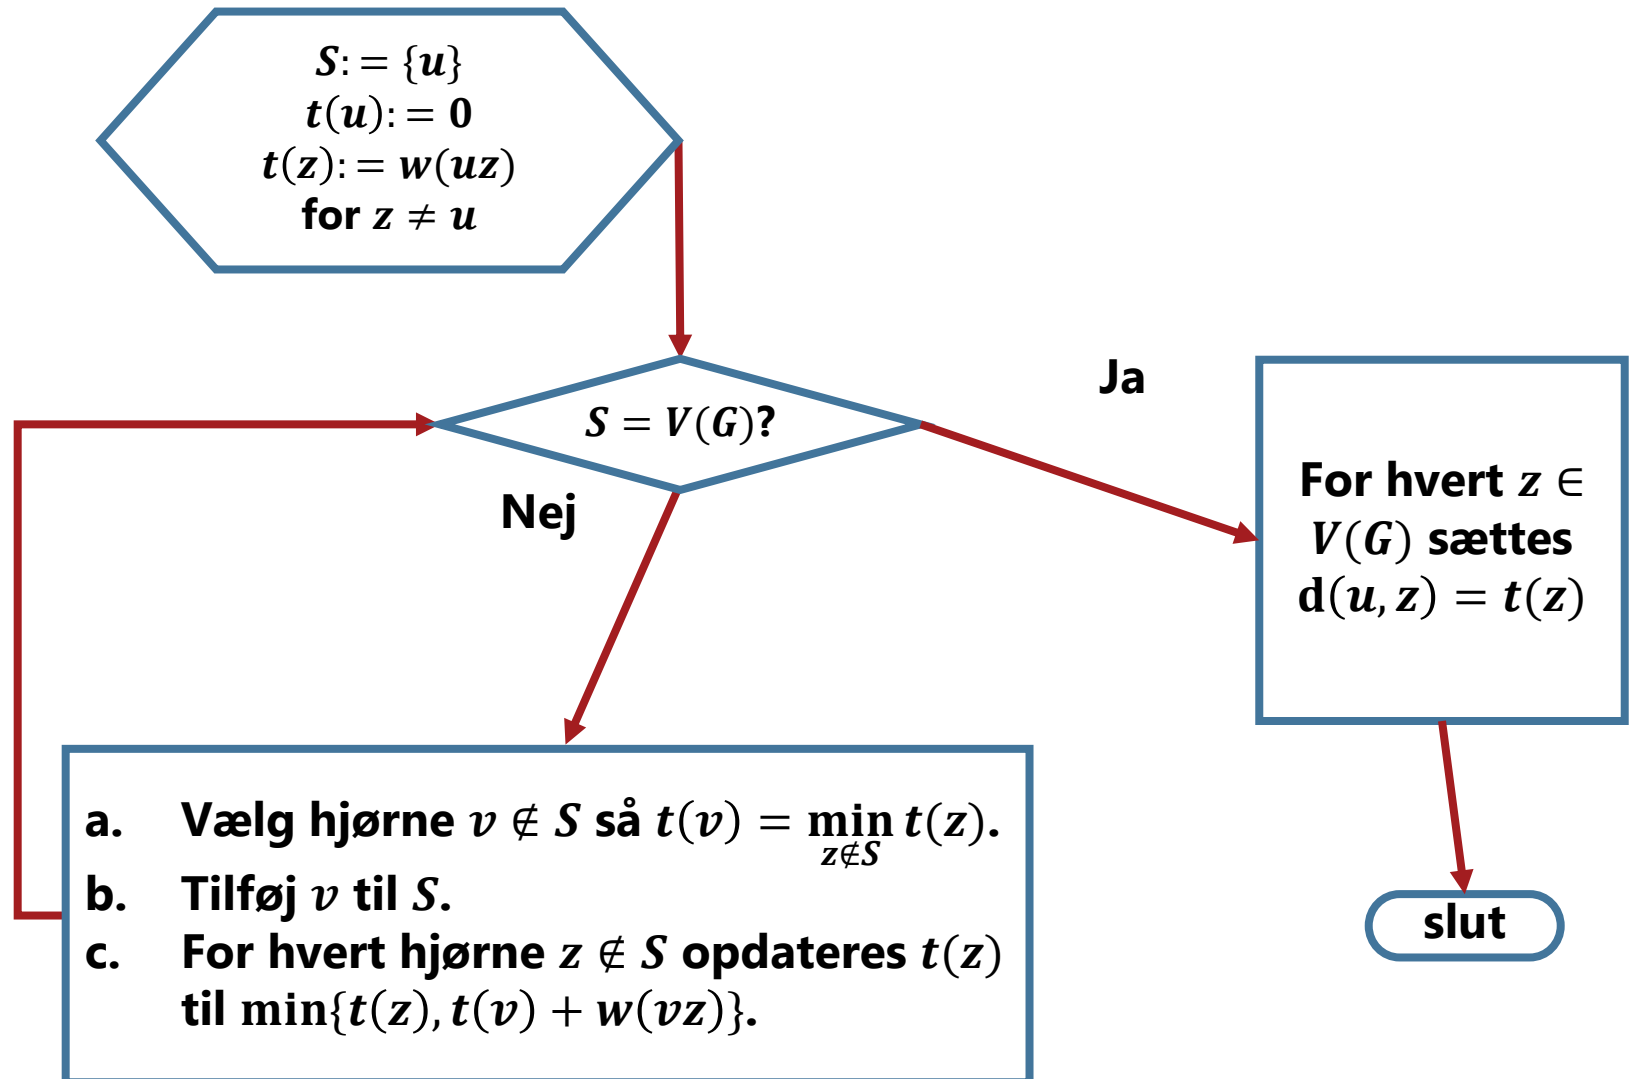 S:= {u}
t(u):= 0
t(z):= w(uz)
for z ≠ u
S = V(G)?
Ja
Nej
For hvert z ∈
V(G) sættes
d(u, z) = t(z)
a. Vælg hjørne v ∉ S så t(v) = min t(z).
z∉S
b. Tilføj v til S.
c. For hvert hjørne z ∉ S opdateres t(z)
til min{t(z), t(v) + w(vz)}.
slut